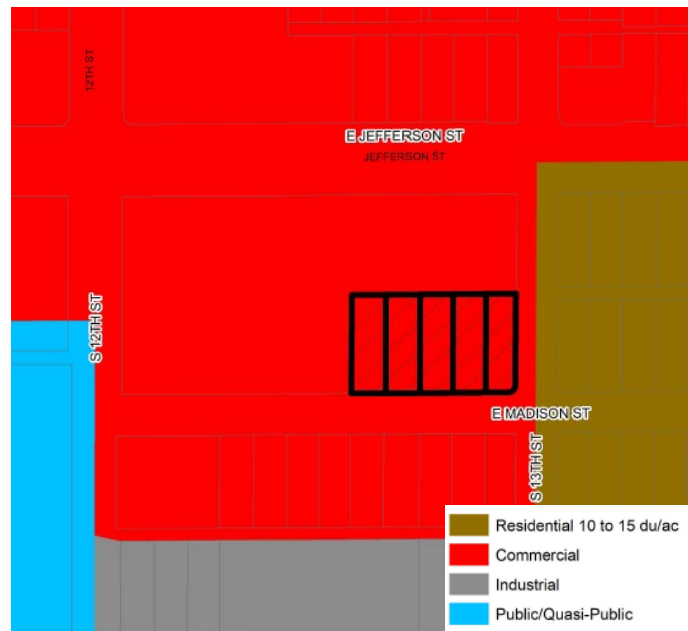 12TH ST
E JEFFERSON ST
JEFFERSON ST
S 12TH ST
E MADISON ST
S 13TH ST
Residential 10 to 15 du/ac
Commercial
Industrial
Public/Quasi-Public